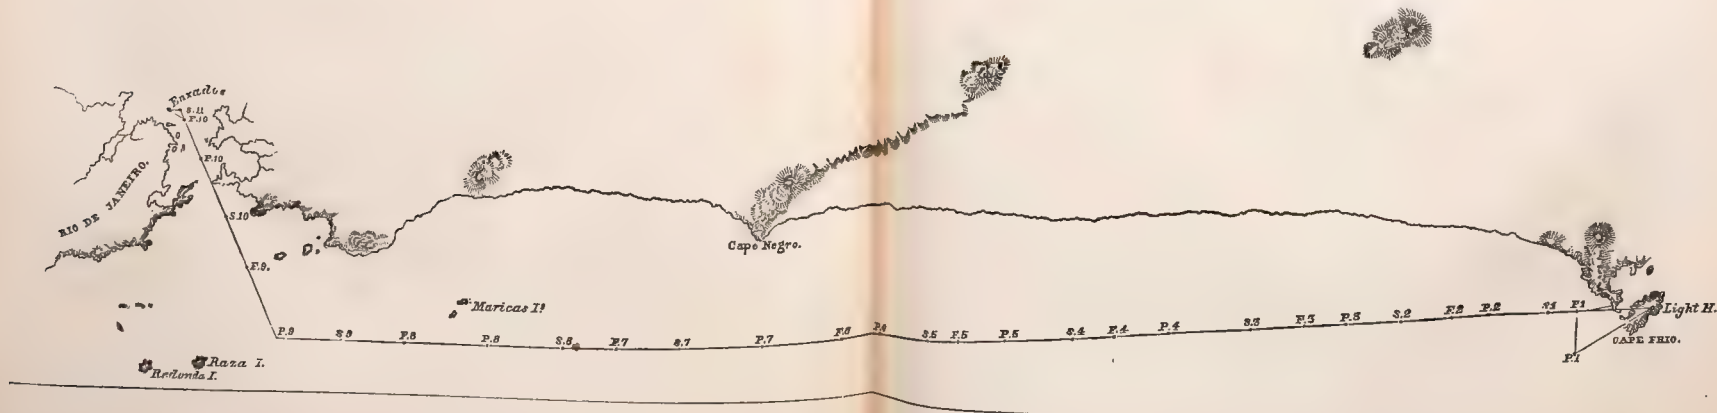 Enxados
S.11
F.10
P.10
RIO DE JANEIRO.
S.10
F.9.
Cape Negro.
Maricas Iˢ
Light H.
CAPE FRIO.
P.9
S.9
F.8
P.8
S.8
F.7
S.7
P.7
F.6
P.6
S.5
F.5
P.5
S.4
F.4
P.4
S.3
F.3
P.3
S.2
F.2
P.2
S.1
F.1
P.1
Raza I.
Redonda I.